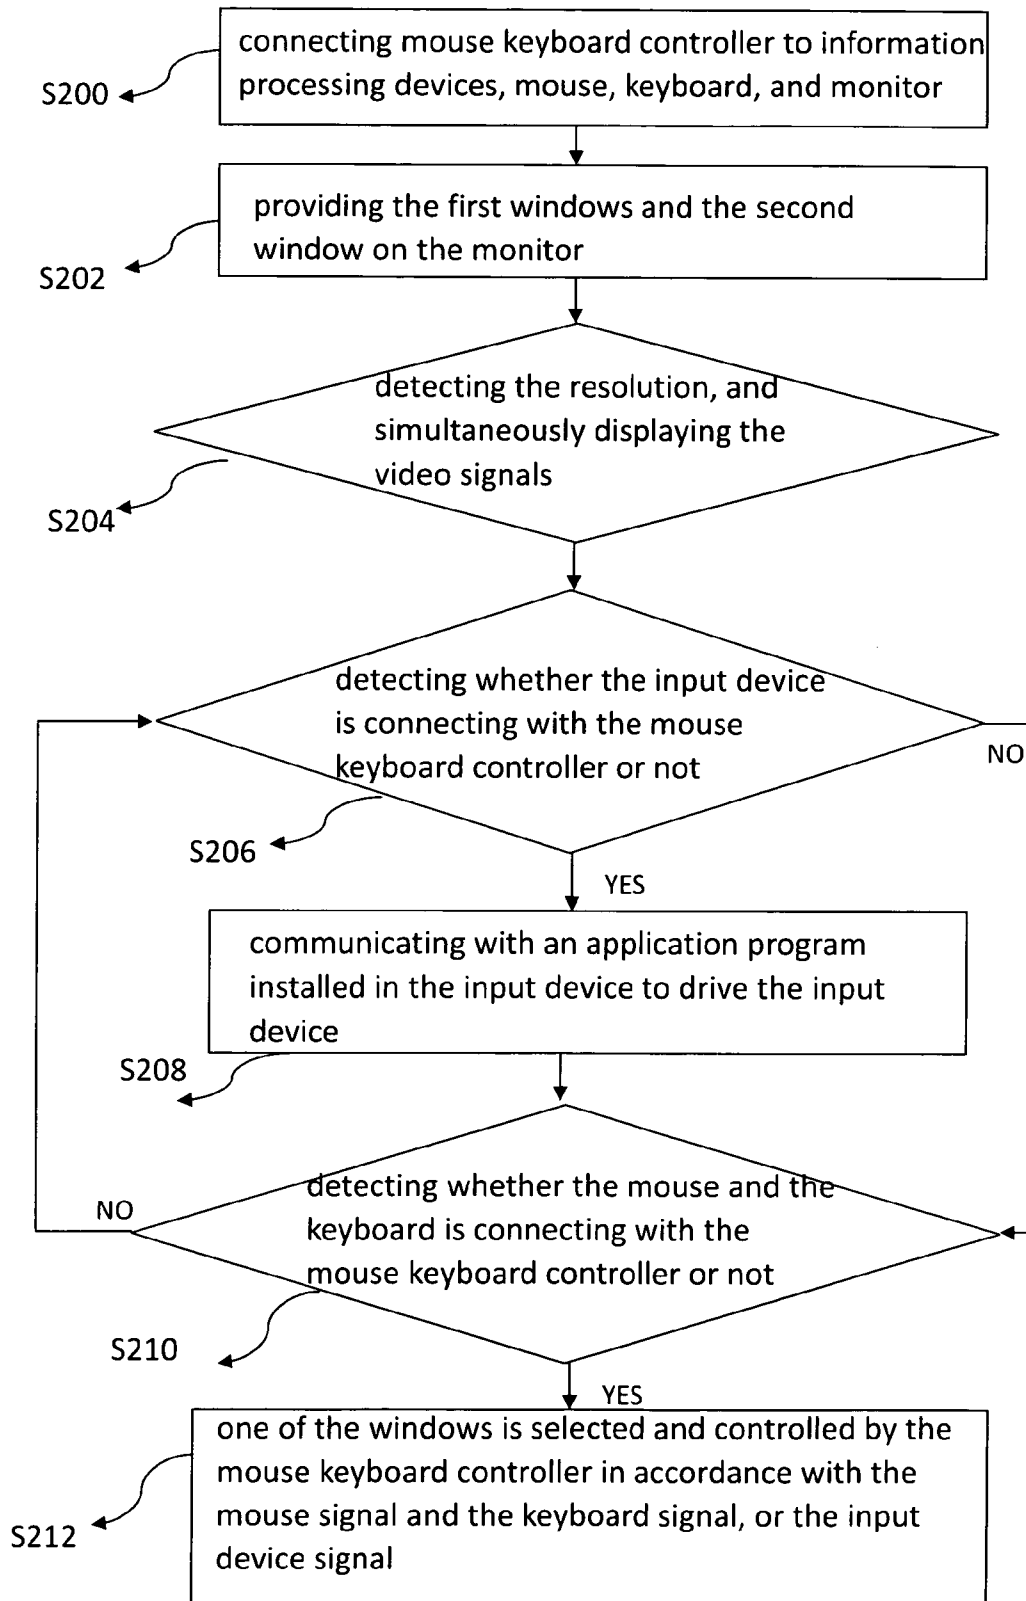 connecting mouse keyboard controller to information
processing devices, mouse, keyboard, and monitor
S200
providing the first windows and the second
window on the monitor
S202
detecting the resolution, and
simultaneously displaying the
video signals
S204
detecting whether the input device
is connecting with the mouse
keyboard controller or not
NO
S206
YES
communicating with an application program
installed in the input device to drive the input
device
S208
detecting whether the mouse and the
keyboard is connecting with the
mouse keyboard controller or not
NO
S210
YES
one of the windows is selected and controlled by the
mouse keyboard controller in accordance with the
mouse signal and the keyboard signal, or the input
device signal
S212